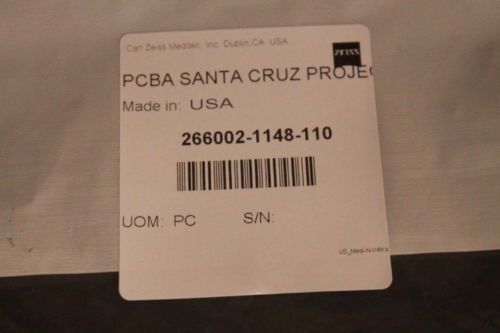 Carl Zeiss Meditec, Inc. Dublin,CA. USA
ZEISS
PCBA SANTA CRUZ PROJEC
Made in: USA
266002-1148-110
UOM: PC S/N: